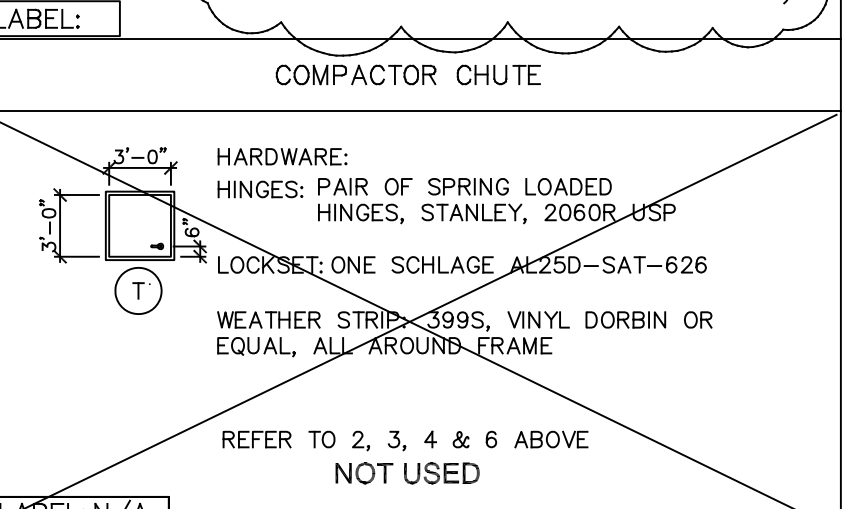 LABEL:
COMPACTOR CHUTE
3'-0"
3'-0"
6"
T
HARDWARE:
HINGES: PAIR OF SPRING LOADED
HINGES, STANLEY, 2060R USP
LOCKSET: ONE SCHLAGE AL25D-SAT-626
WEATHER STRIP: 399S, VINYL DORBIN OR
EQUAL, ALL AROUND FRAME
REFER TO 2, 3, 4 & 6 ABOVE
NOT USED
LABEL: N/A